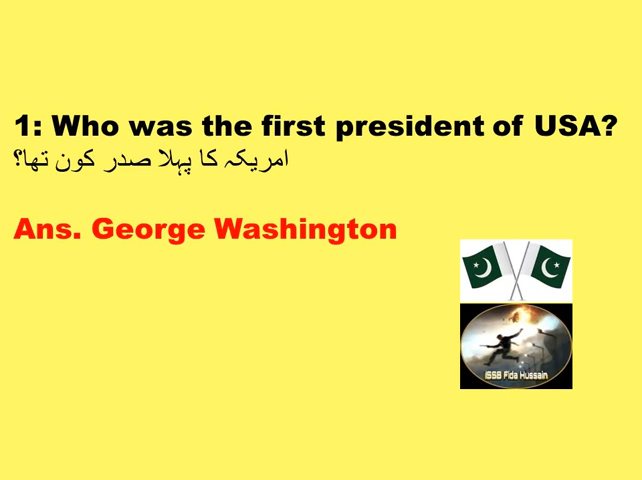 1: Who was the first president of USA?
امریکہ کا پہلا صدر کون تھا؟
Ans. George Washington
ISSB Fida Hussain